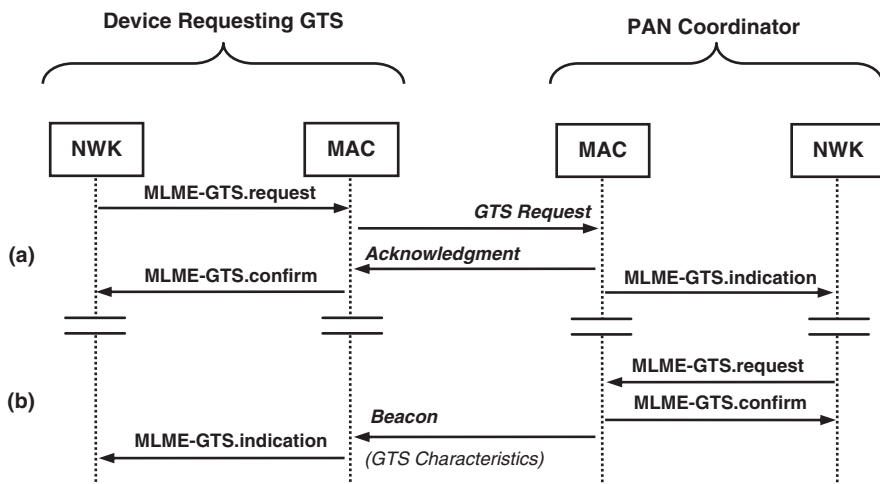 Device Requesting GTS
PAN Coordinator
NWK
MAC
MAC
NWK
MLME-GTS.request
GTS Request
(a)
Acknowledgment
MLME-GTS.confirm
MLME-GTS.indication
MLME-GTS.request
(b)
MLME-GTS.confirm
Beacon
MLME-GTS.indication
(GTS Characteristics)